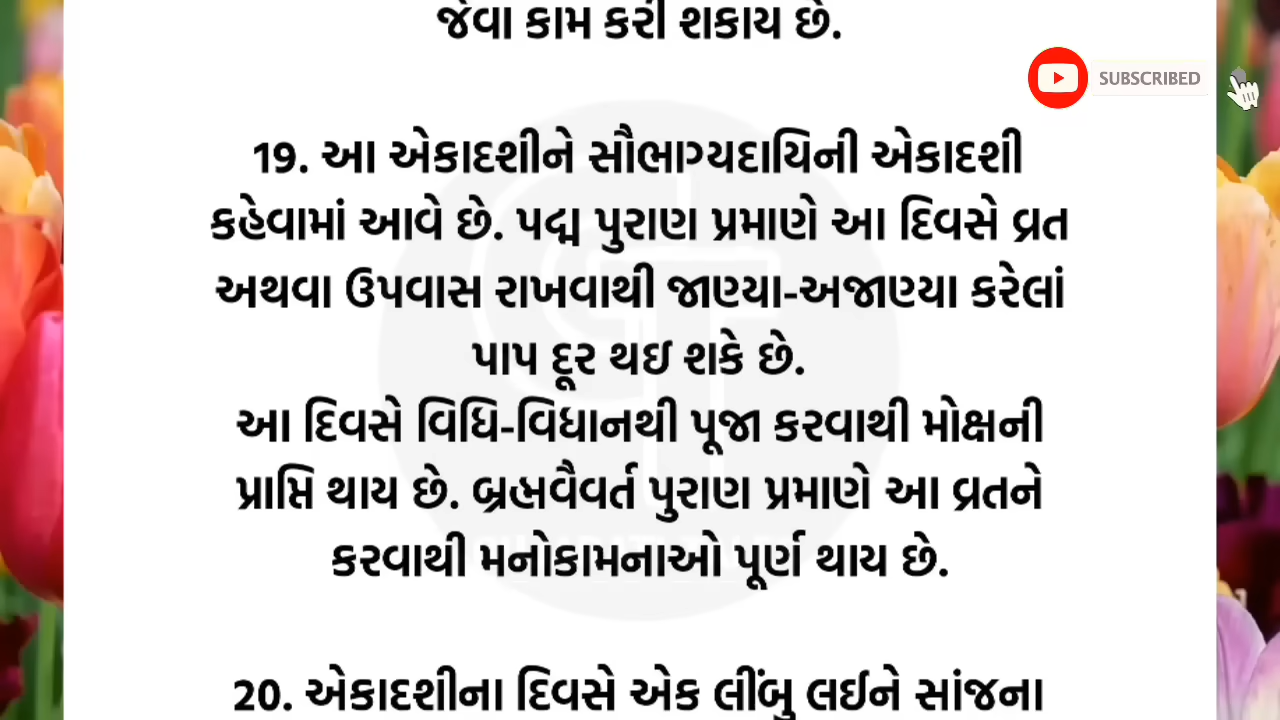 જેવા કામ કરી શકાય છે.
SUBSCRIBED
19. આ એકાદશીને સૌભાગ્યદાયિની એકાદશી
કહેવામાં આવે છે. પદ્મ પુરાણ પ્રમાણે આ દિવસે વ્રત
અથવા ઉપવાસ રાખવાથી જાણ્યા-અજાણ્યા કરેલાં
પાપ દૂર થઇ શકે છે.
આ દિવસે વિધિ-વિધાનથી પૂજા કરવાથી મોક્ષની
પ્રાપ્તિ થાય છે. બ્રહ્મવૈવર્ત પુરાણ પ્રમાણે આ વ્રતને
કરવાથી મનોકામનાઓ પૂર્ણ થાય છે.
20. એકાદશીના દિવસે એક લીંબુ લઈને સાંજના